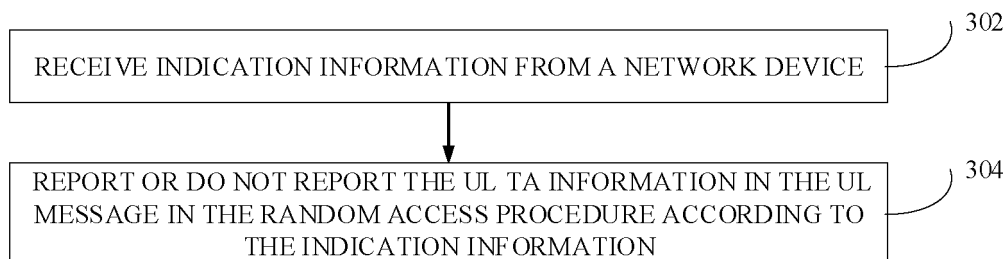 302
RECEIVE INDICATION INFORMATION FROM A NETWORK DEVICE
304
REPORT OR DO NOT REPORT THE UL TA INFORMATION IN THE UL
MESSAGE IN THE RANDOM ACCESS PROCEDURE ACCORDING TO
THE INDICATION INFORMATION